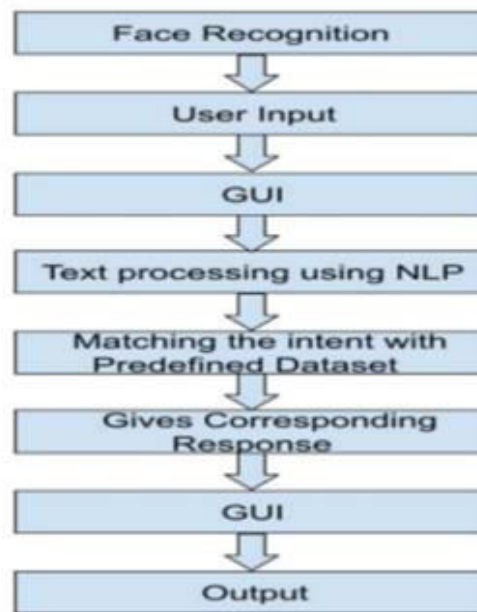 Face Recognition
User Input
GUI
Text processing using NLP
Matching the intent with
Predefined Dataset
Gives Corresponding
Response
GUI
Output